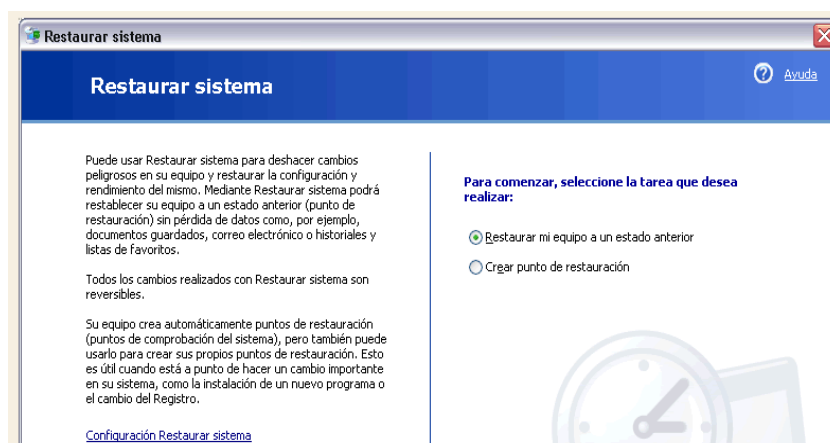 Restaurar sistema
Restaurar sistema
Ayuda
Puede usar Restaurar sistema para deshacer cambios
peligrosos en su equipo y restaurar la configuración y
rendimiento del mismo. Mediante Restaurar sistema podrá
restablecer su equipo a un estado anterior (punto de
restauración) sin pérdida de datos como, por ejemplo,
documentos guardados, correo electrónico o historiales y
listas de favoritos.
Todos los cambios realizados con Restaurar sistema son
reversibles.
Su equipo crea automáticamente puntos de restauración
(puntos de comprobación del sistema), pero también puede
usarlo para crear sus propios puntos de restauración. Esto
es útil cuando está a punto de hacer un cambio importante
en su sistema, como la instalación de un nuevo programa o
el cambio del Registro.
Configuración Restaurar sistema
Para comenzar, seleccione la tarea que desea
realizar:
Restaurar mi equipo a un estado anterior
Crear punto de restauración